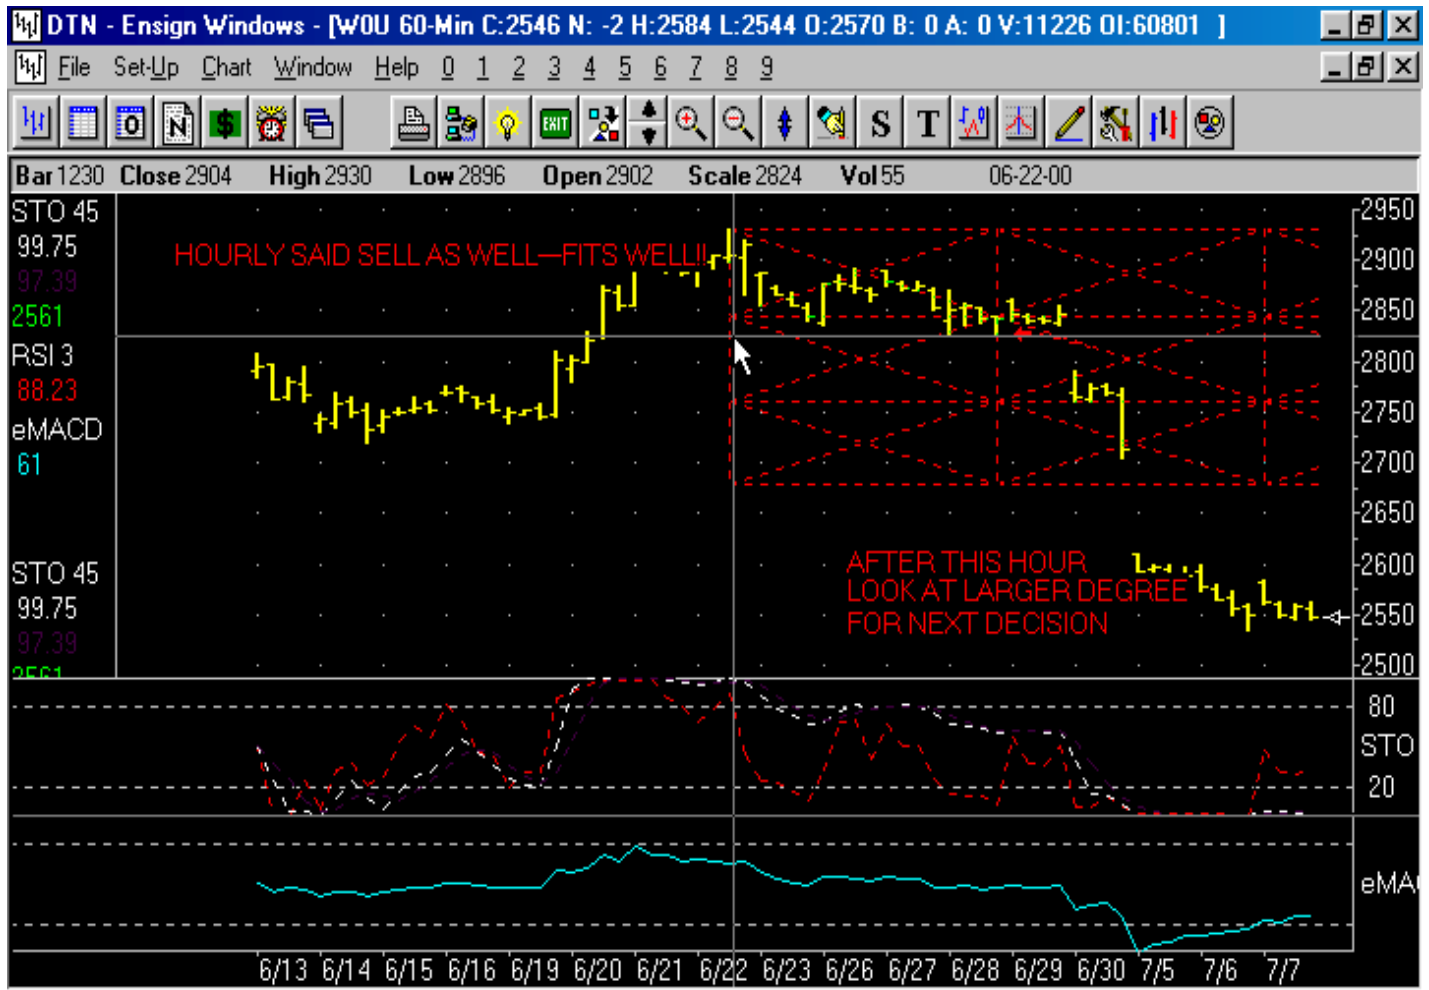 DTN - Ensign Windows - [W0U 60-Min C:2546 N: -2 H:2584 L:2544 O:2570 B: 0 A: 0 V:11226 OI:60801 ]
File Set-Up Chart Window Help 0 1 2 3 4 5 6 7 8 9
O N $ EXIT S T
Bar 1230 Close 2904 High 2930 Low 2896 Open 2902 Scale 2824 Vol 55 06-22-00
STO 45
99.75
97.39
2561
RSI 3
88.23
eMACD
61
STO 45
99.75
97.39
2561
HOURLY SAID SELL AS WELL—FITS WELL!!
AFTER THIS HOUR
LOOK AT LARGER DEGREE
FOR NEXT DECISION
2950
2900
2850
2800
2750
2700
2650
2600
2550
2500
80
STO
20
eMA
6/13 6/14 6/15 6/16 6/19 6/20 6/21 6/22 6/23 6/26 6/27 6/28 6/29 6/30 7/5 7/6 7/7